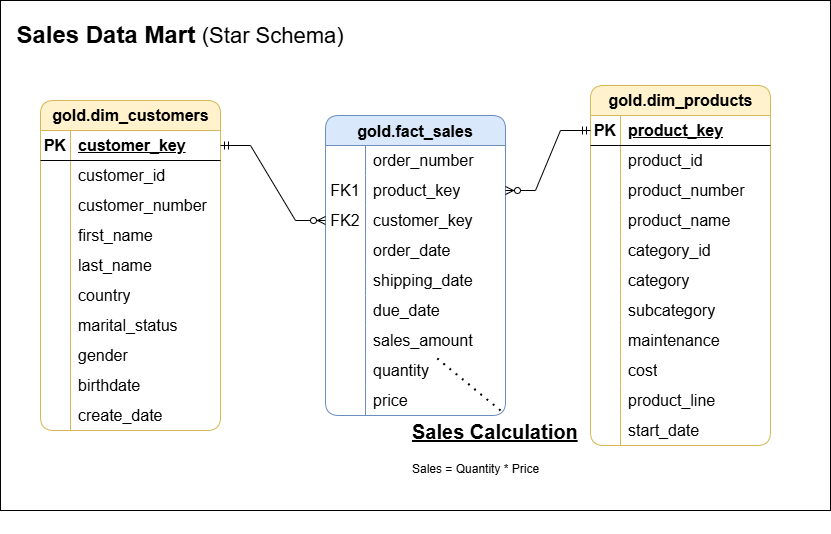 Sales Data Mart (Star Schema)
gold.dim_customers
PK customer_key
customer_id
customer_number
first_name
last_name
country
marital_status
gender
birthdate
create_date
gold.fact_sales
order_number
FK1 product_key
FK2 customer_key
order_date
shipping_date
due_date
sales_amount
quantity
price
Sales Calculation
Sales = Quantity * Price
gold.dim_products
PK product_key
product_id
product_number
product_name
category_id
category
subcategory
maintenance
cost
product_line
start_date